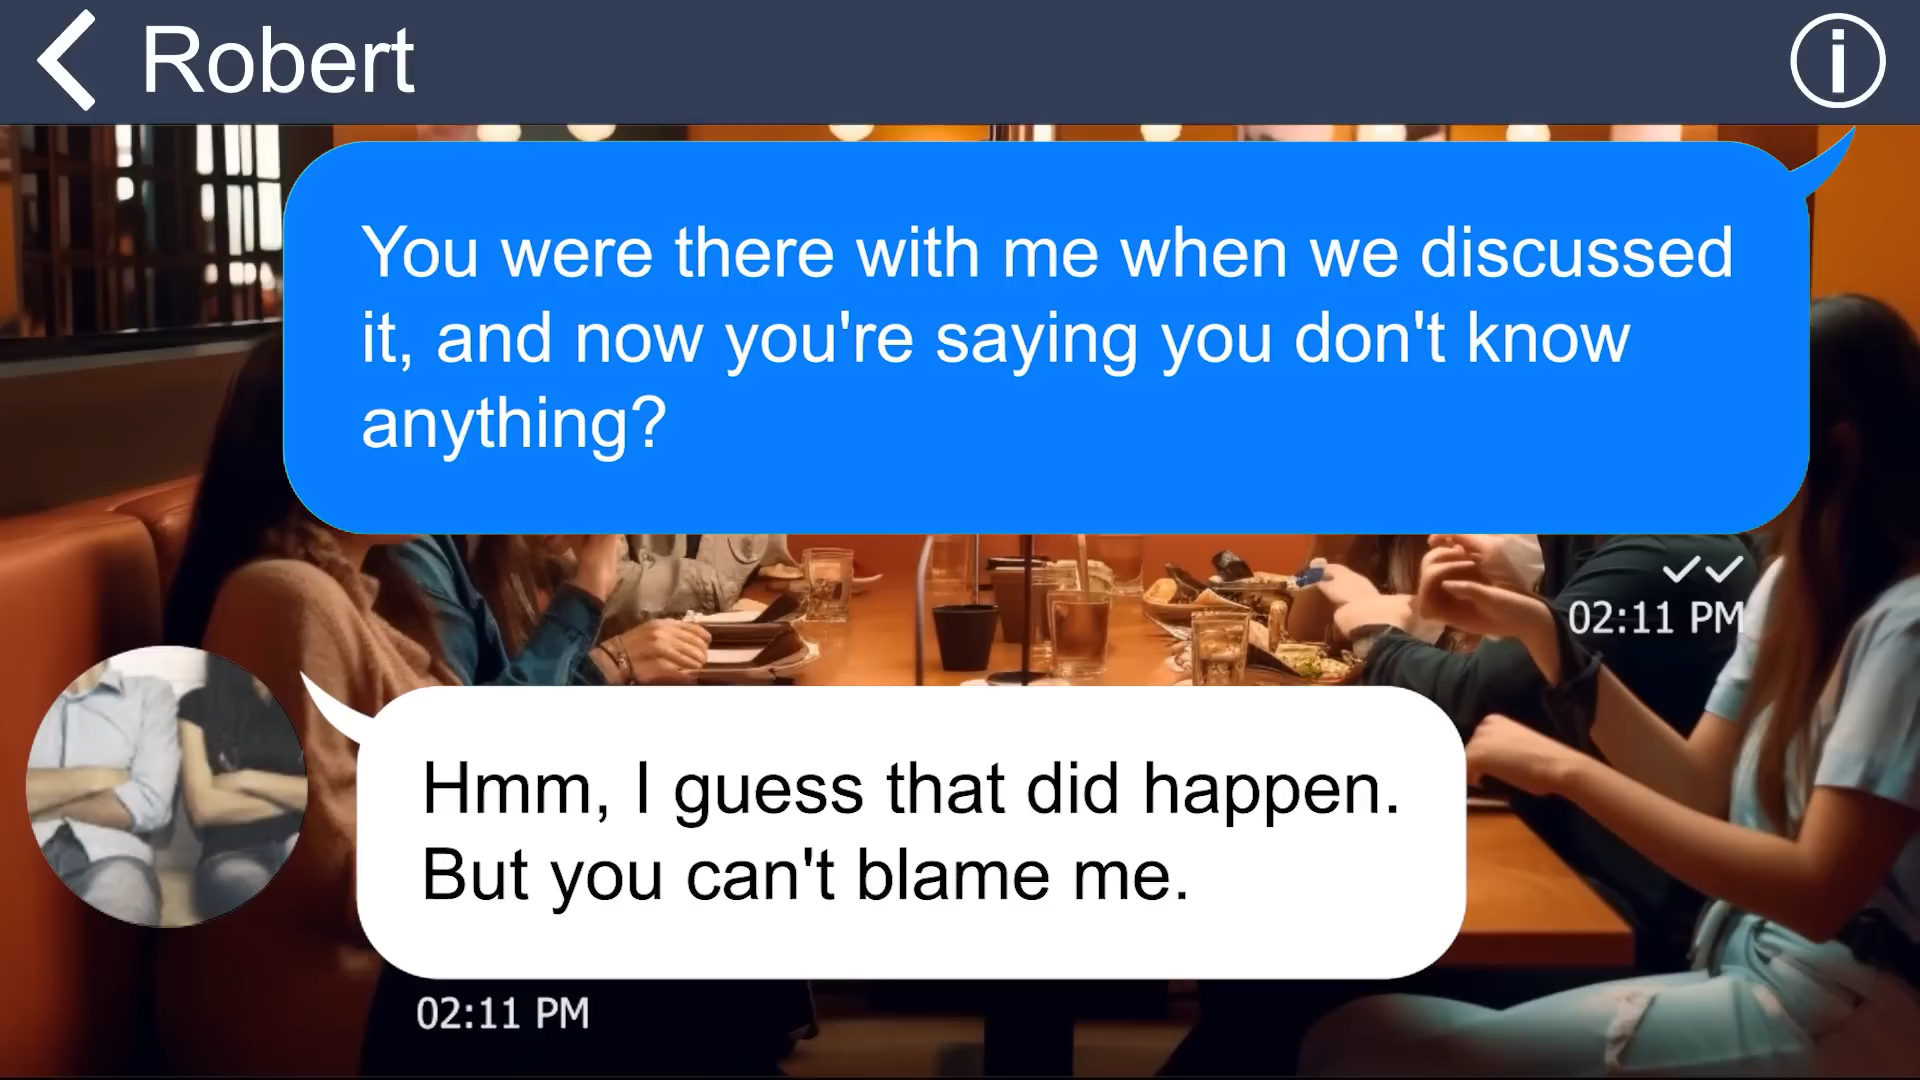 Robert
You were there with me when we discussed
it, and now you're saying you don't know
anything?
02:11 PM
Hmm, I guess that did happen.
But you can't blame me.
02:11 PM